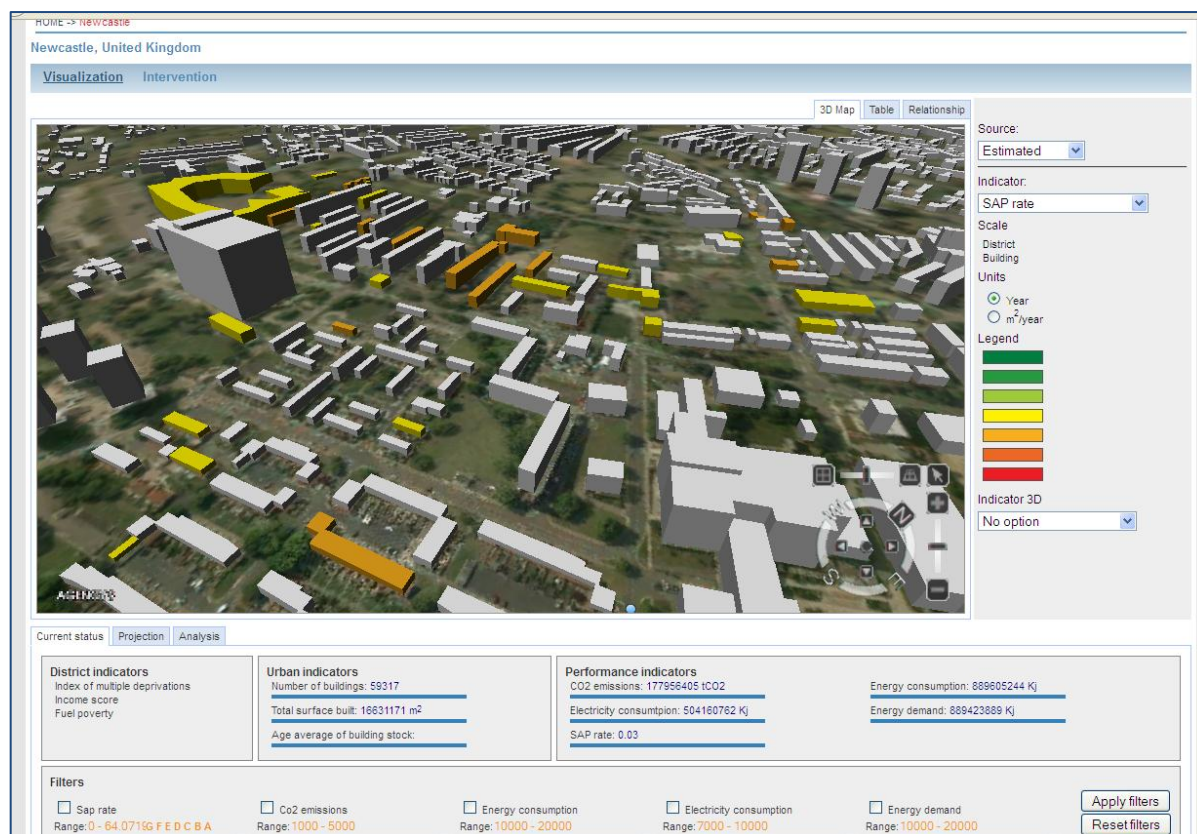 HOME -> Newcastle
Newcastle, United Kingdom
Visualization Intervention
3D Map Table Relationship
Source:
Estimated
Indicator:
SAP rate
Scale
District
Building
Units
Year
m2/year
Legend
Indicator 3D
No option
N
E
S
W
Current status Projection Analysis
District indicators
Index of multiple deprivations
Income score
Fuel poverty
Urban indicators
Number of buildings: 59317
Total surface built: 16631171 m2
Age average of building stock:
Performance indicators
CO2 emissions: 177956405 tCO2
Electricity consumtpion: 504160762 Kj
SAP rate: 0.03
Energy consumption: 889605244 Kj
Energy demand: 889423889 Kj
Filters
Sap rate
Range: 0 - 64.0719G F E D C B A
Co2 emissions
Range: 1000 - 5000
Energy consumption
Range: 10000 - 20000
Electricity consumption
Range: 7000 - 10000
Energy demand
Range: 10000 - 20000
Apply filters
Reset filters